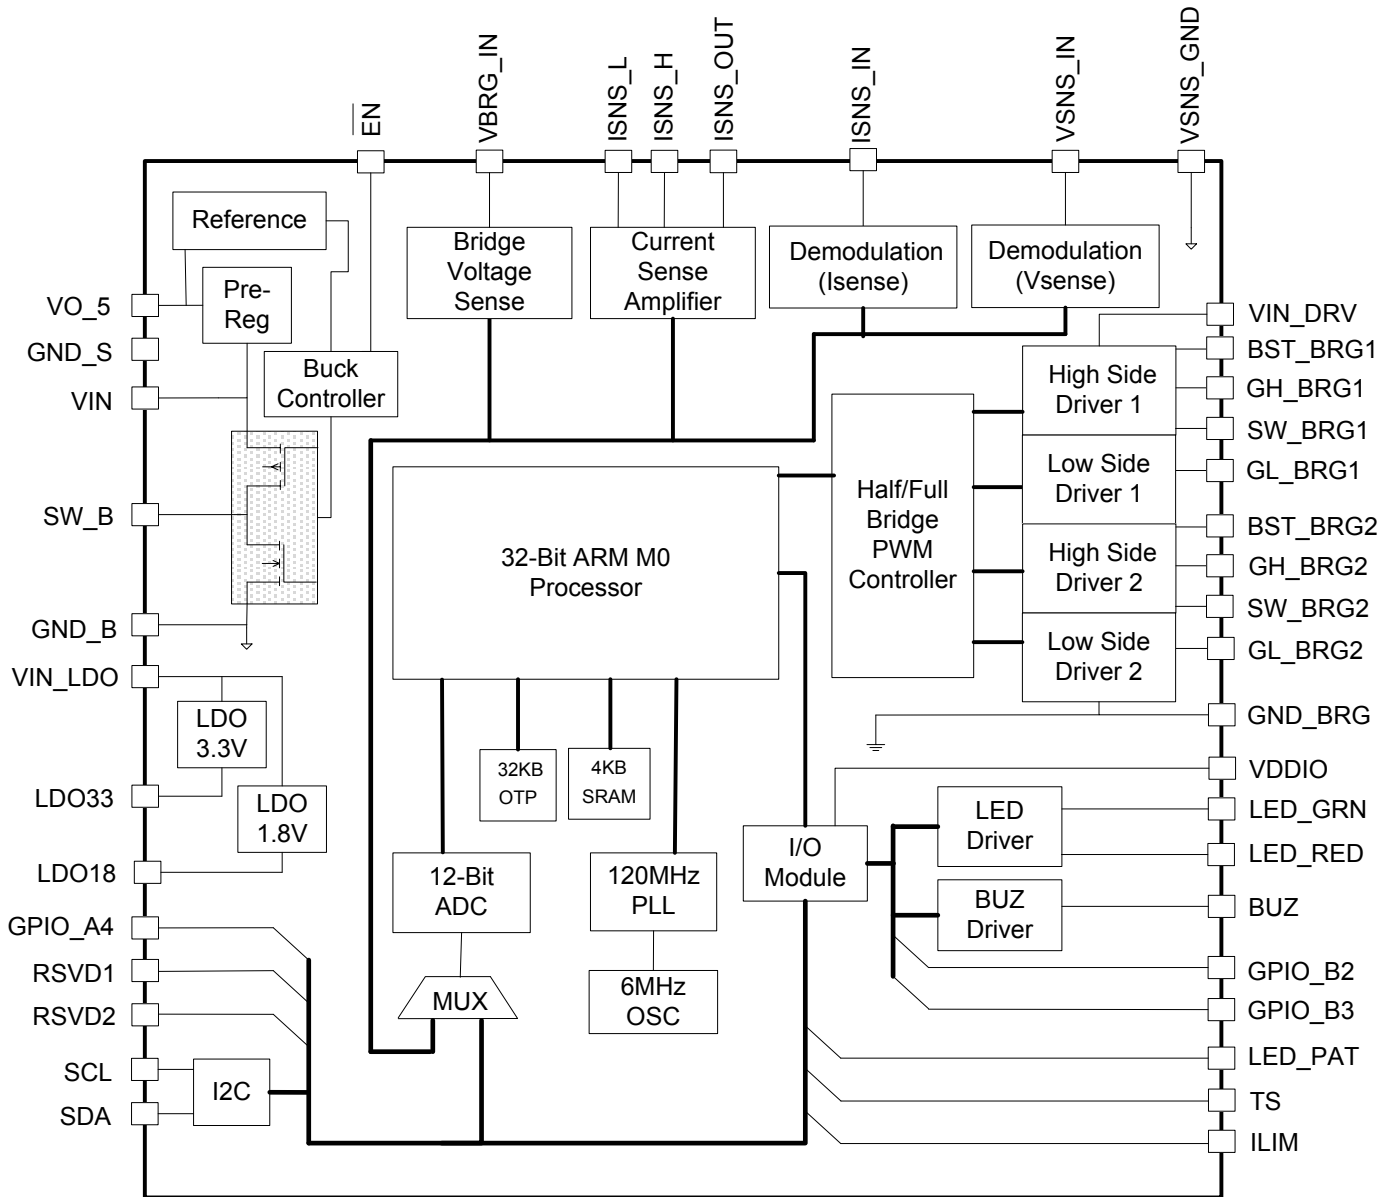 EN
VBRG_IN
ISNS_L
ISNS_H
ISNS_OUT
ISNS_IN
VSNS_IN
VSNS_GND
Reference
Pre-
Reg
Buck
Controller
Bridge
Voltage
Sense
Current
Sense
Amplifier
Demodulation
(Isense)
Demodulation
(Vsense)
VO_5
GND_S
VIN
SW_B
GND_B
VIN_LDO
LDO33
LDO18
GPIO_A4
RSVD1
RSVD2
SCL
SDA
LDO
3.3V
LDO
1.8V
I2C
32-Bit ARM M0
Processor
32KB
OTP
4KB
SRAM
12-Bit
ADC
MUX
120MHz
PLL
6MHz
OSC
Half/Full
Bridge
PWM
Controller
High Side
Driver 1
Low Side
Driver 1
High Side
Driver 2
Low Side
Driver 2
I/O
Module
LED
Driver
BUZ
Driver
VIN_DRV
BST_BRG1
GH_BRG1
SW_BRG1
GL_BRG1
BST_BRG2
GH_BRG2
SW_BRG2
GL_BRG2
GND_BRG
VDDIO
LED_GRN
LED_RED
BUZ
GPIO_B2
GPIO_B3
LED_PAT
TS
ILIM